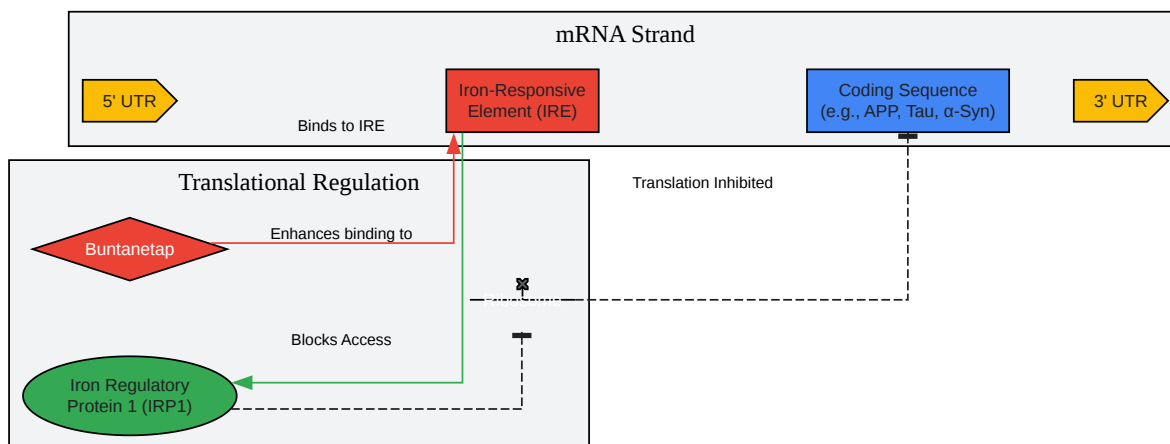 mRNA Strand
5' UTR
Iron-Responsive
Element (IRE)
Coding Sequence
(e.g., APP, Tau, α-Syn)
3' UTR
Binds to IRE
Translational Regulation
Translation Inhibited
Buntanetap
Enhances binding to
Blocks Access
Iron Regulatory
Protein 1 (IRP1)